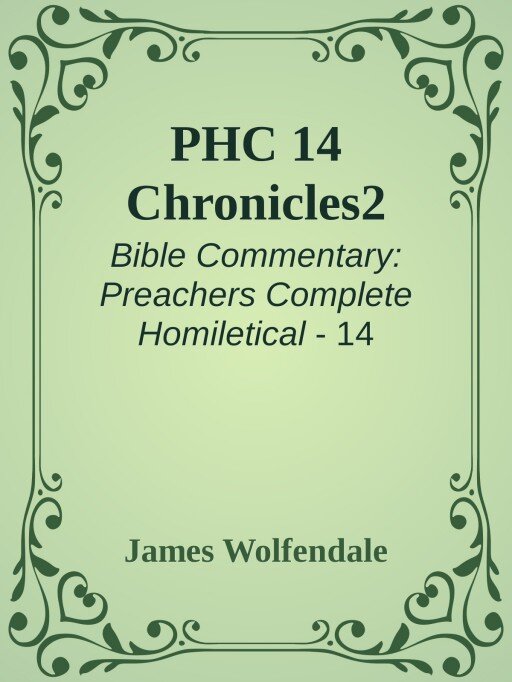 PHC 14
Chronicles2
Bible Commentary:
Preachers Complete
Homiletical - 14
James Wolfendale